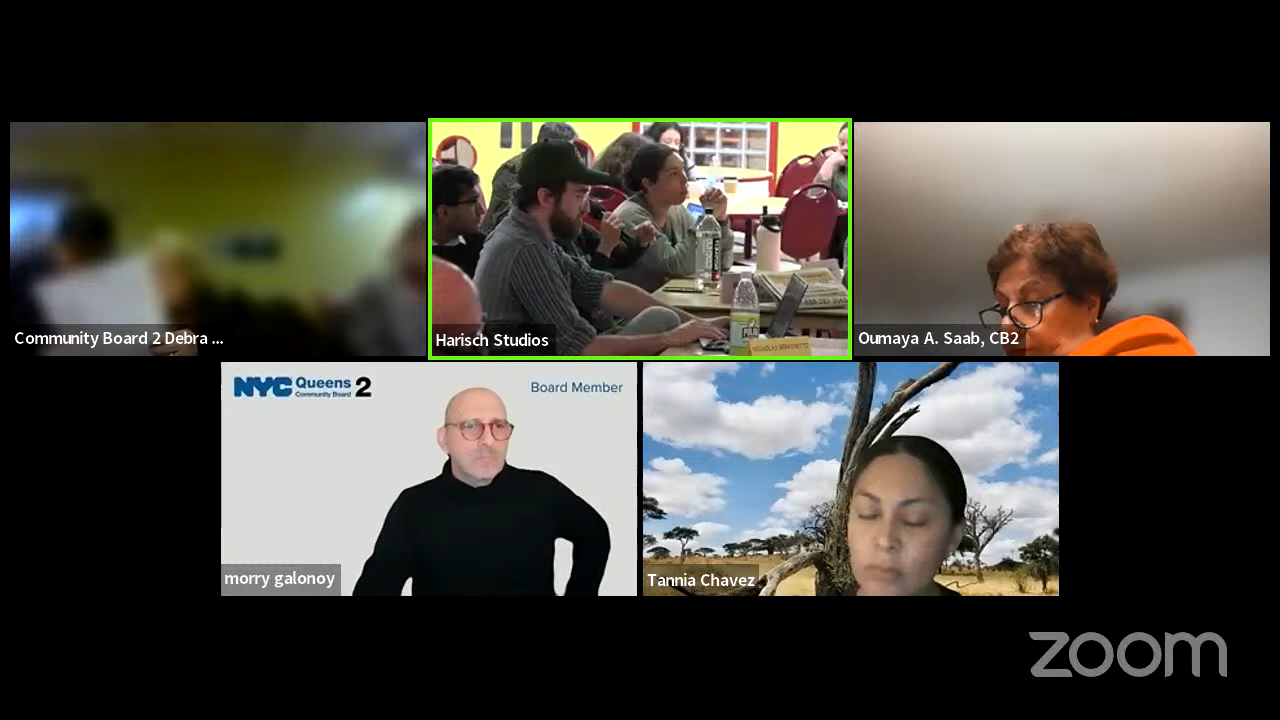 Community Board 2 Debra ...
Harisch Studios
Oumaya A. Saab, CB2
NYC Queens 2
Community Board
Board Member
morry galonoy
Tannia Chavez
zoom